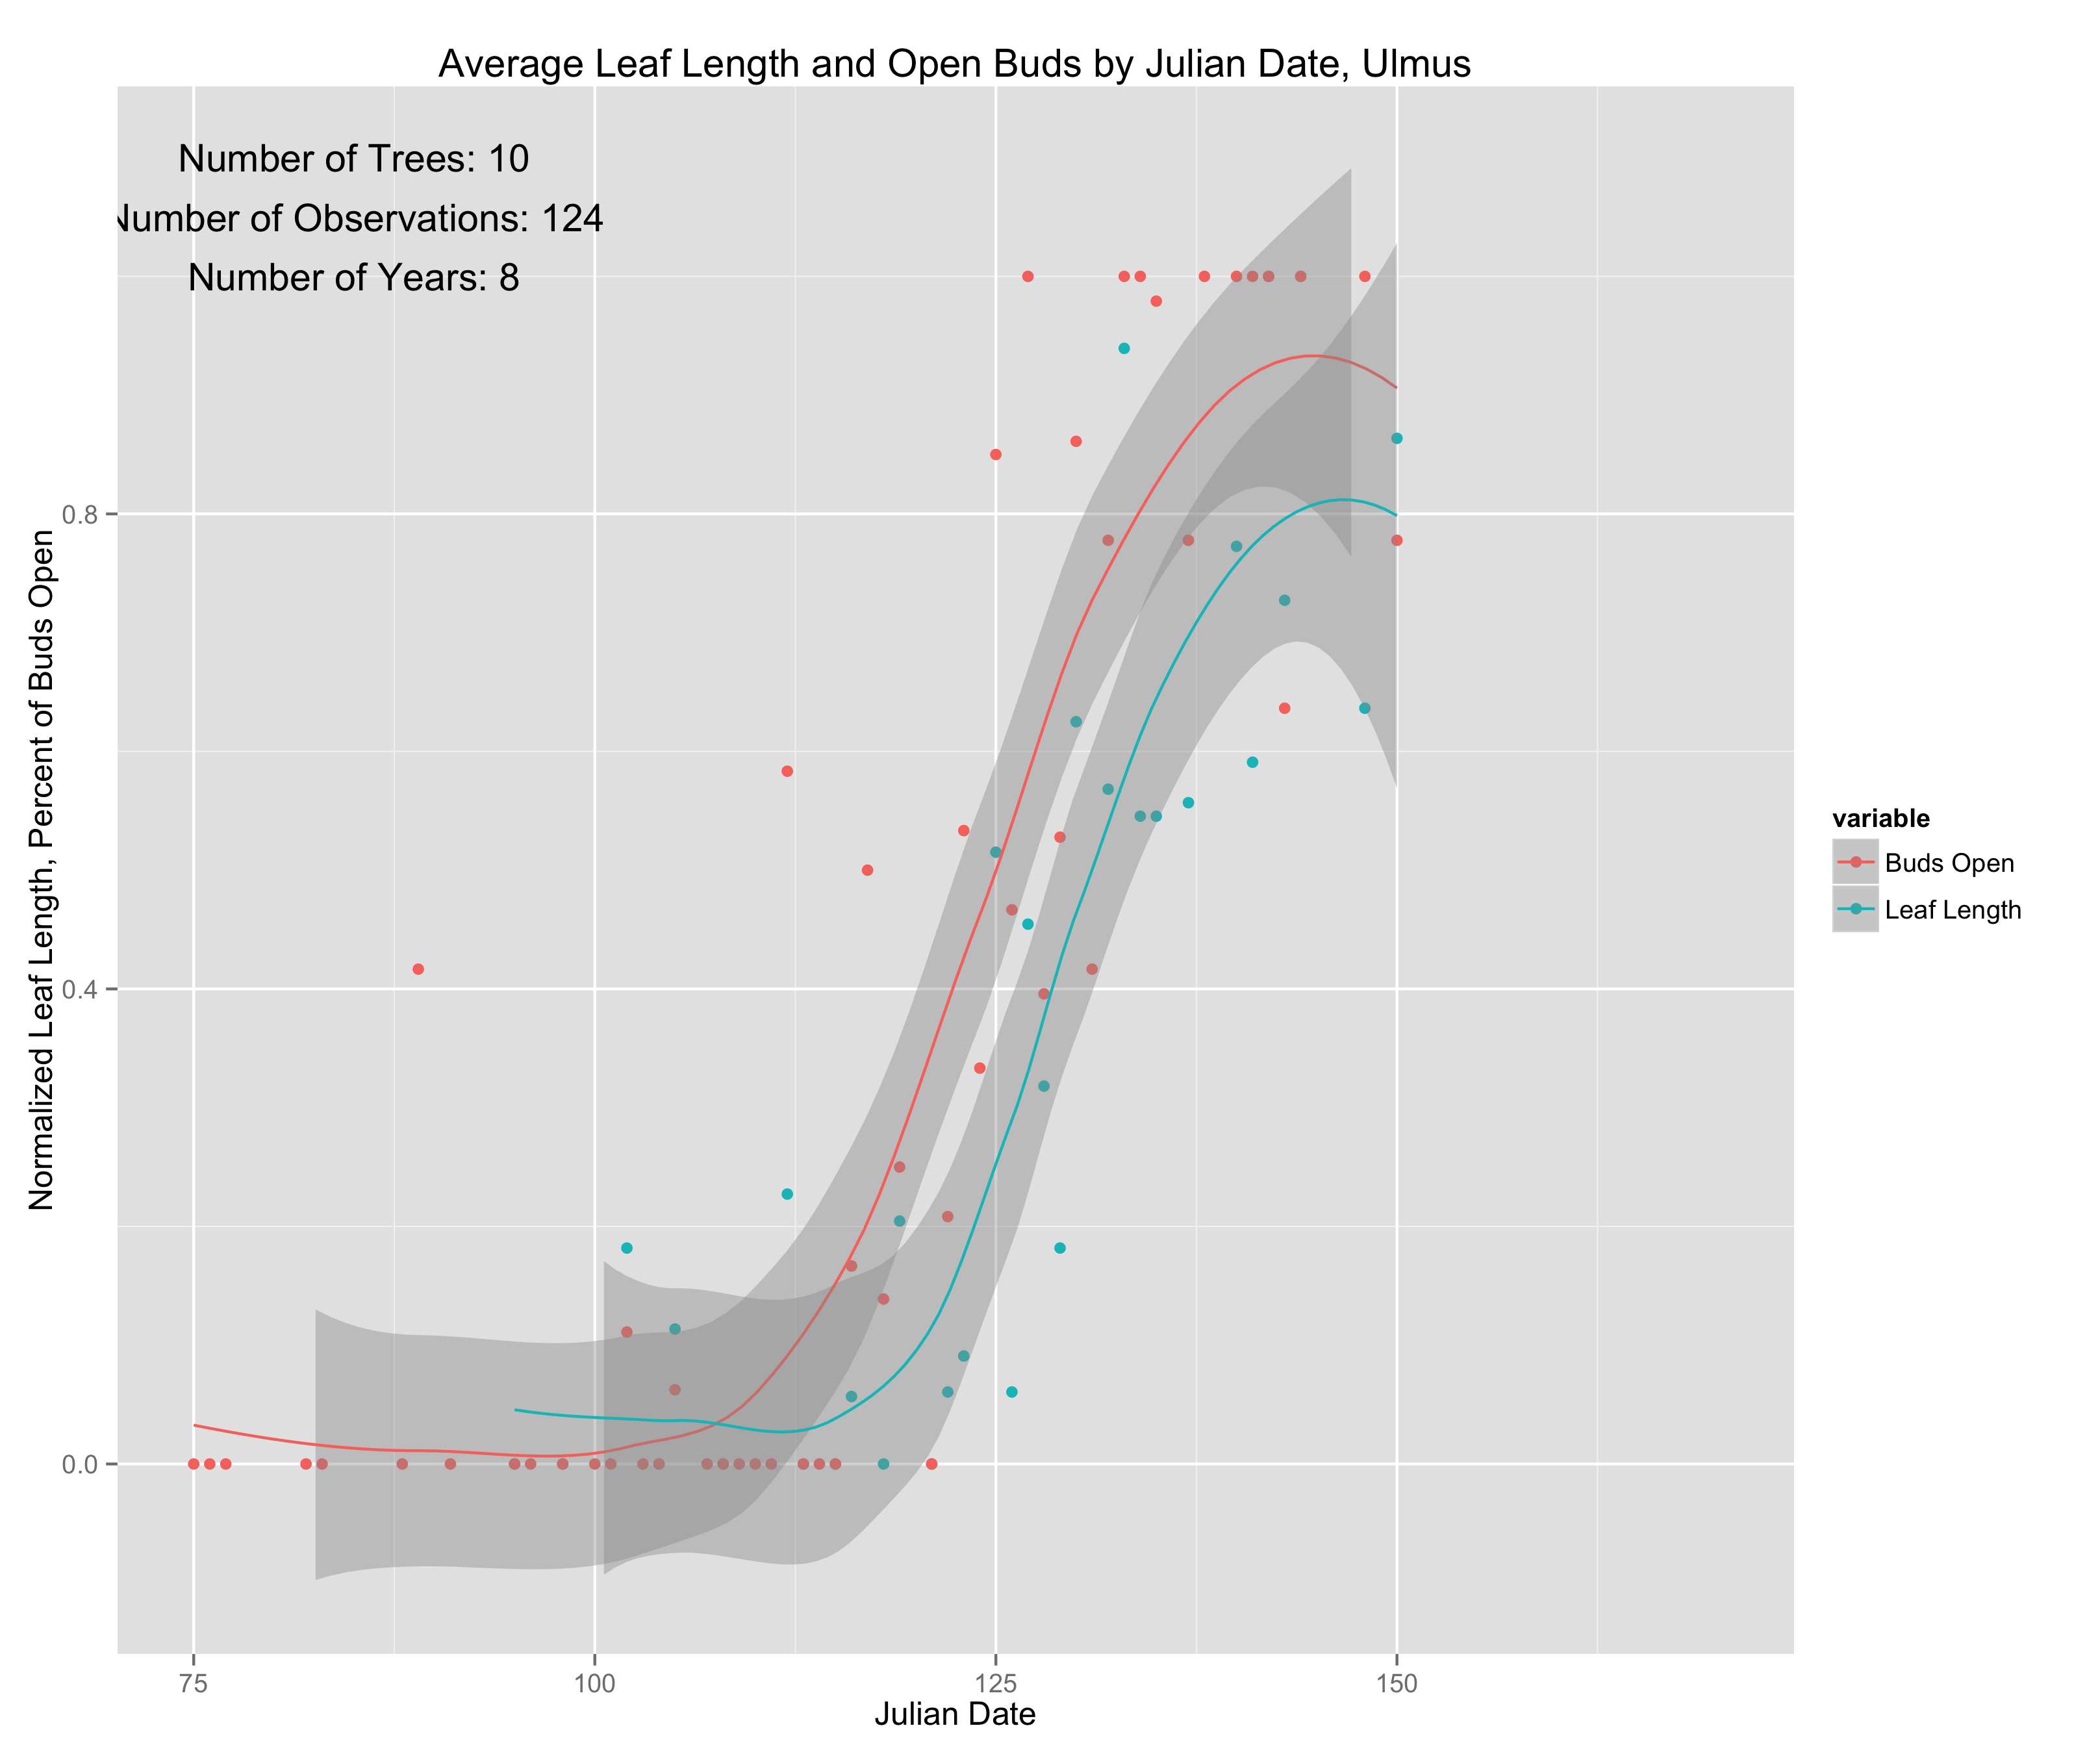 Average Leaf Length and Open Buds by Julian Date, Ulmus
Number of Trees: 10
Number of Observations: 124
Number of Years: 8
Normalized Leaf Length, Percent of Buds Open
0.8
0.4
0.0
75 100 125 150
Julian Date
variable
Buds Open
Leaf Length